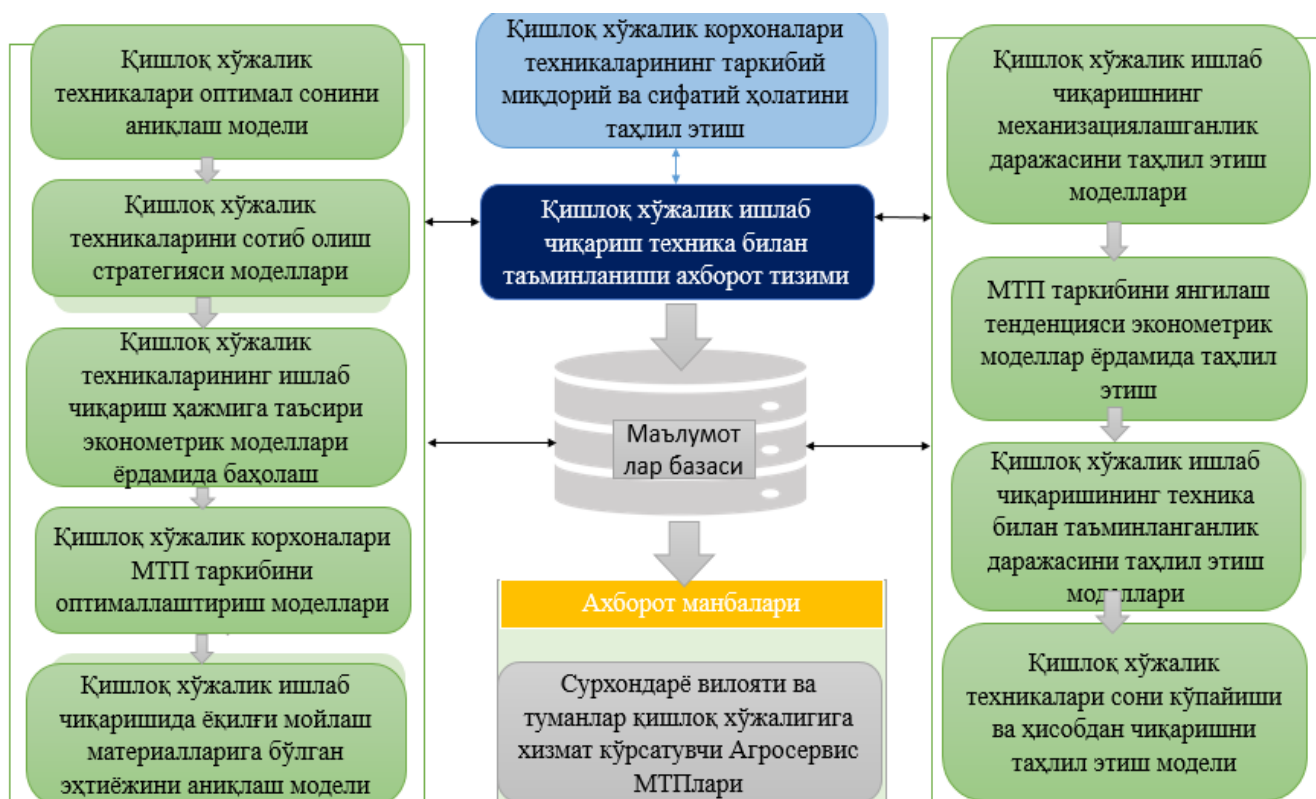 Қишлоқ хўжалик
техникалари оптимал сонини
аниқлаш модели
Қишлоқ хўжалик
техникаларини сотиб олиш
стратегияси моделлари
Қишлоқ хўжалик
техникаларининг ишлаб
чиқариш ҳажмига таъсири
эконометрик моделлари
ёрдамида баҳолаш
Қишлоқ хўжалик корхоналари
МТП таркибини
оптималлаштириш моделлари
Қишлоқ хўжалик ишлаб
чиқаришида ёқилғи мойлаш
материалларига бўлган
эҳтиёжини аниқлаш модели
Қишлоқ хўжалик корхоналари
техникаларининг таркибий
миқдорий ва сифатий ҳолатини
таҳлил этиш
Қишлоқ хўжалик ишлаб
чиқариш техника билан
таъминланиши ахборот тизими
Маълумот
лар базаси
Ахборот манбалари
Сурхондарё вилояти ва
туманлар қишлоқ хўжалигига
хизмат кўрсатувчи Агросервис
МТПлари
Қишлоқ хўжалик ишлаб
чиқаришнинг
механизациялашганлик
даражасини таҳлил этиш
моделлари
МТП таркибини янгилаш
тенденцияси эконометрик
моделлар ёрдамида таҳлил
этиш
Қишлоқ хўжалик ишлаб
чиқаришининг техника
билан таъминланганлик
даражасини таҳлил этиш
моделлари
Қишлоқ хўжалик
техникалари сони кўпайиши
ва ҳисобдан чиқаришни
таҳлил этиш модели